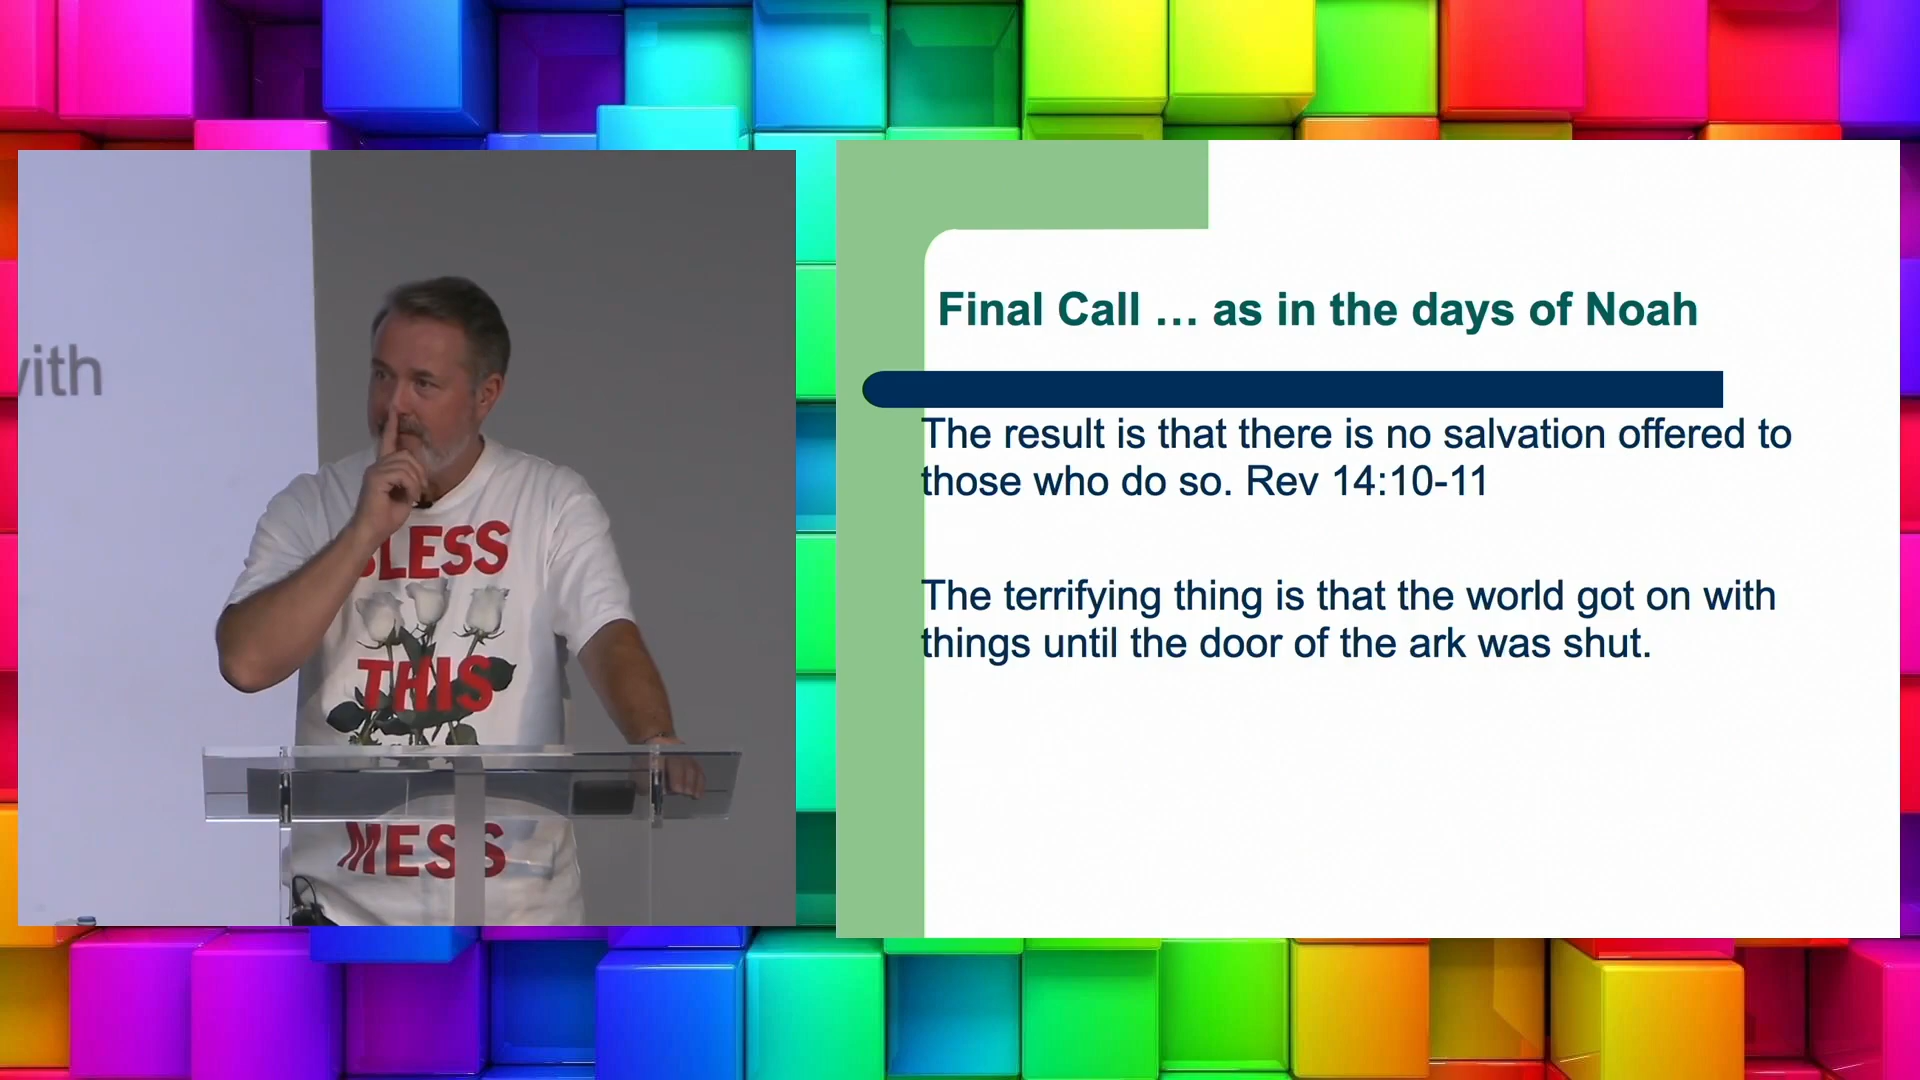 with
BLESS
THIS
MESS
Final Call … as in the days of Noah
The result is that there is no salvation offered to
those who do so. Rev 14:10-11
The terrifying thing is that the world got on with
things until the door of the ark was shut.